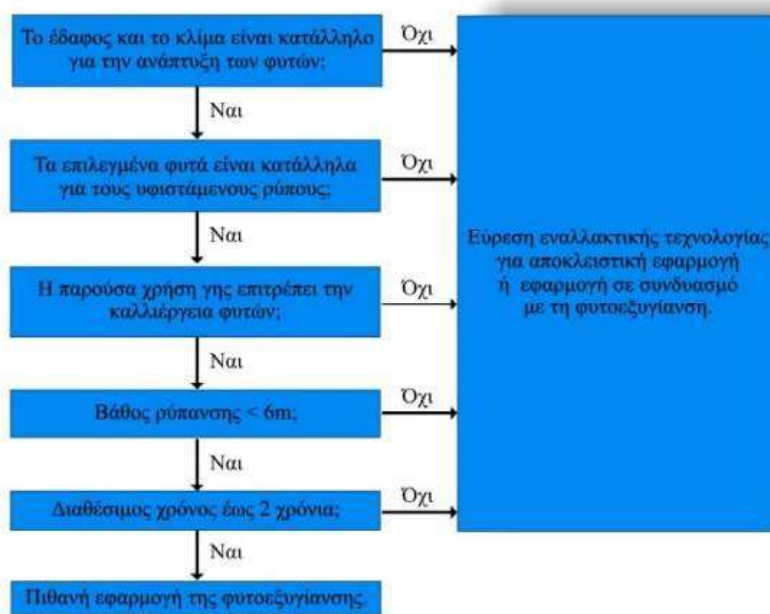 Το έδαφος και το κλίμα είναι κατάλληλο
για την ανάπτυξη των φυτών;
Όχι
Ναι
Τα επιλεγμένα φυτά είναι κατάλληλα
για τους υφιστάμενους ρύπους;
Όχι
Ναι
Η παρούσα χρήση γης επιτρέπει την
καλλιέργεια φυτών;
Όχι
Ναι
Βάθος ρύπανσης < 6m;
Όχι
Ναι
Διαθέσιμος χρόνος έως 2 χρόνια;
Όχι
Ναι
Πιθανή εφαρμογή της φυτοεξυγίανσης.
Εύρεση εναλλακτικής τεχνολογίας
για αποκλειστική εφαρμογή
ή εφαρμογή σε συνδυασμό
με τη φυτοεξυγίανση.